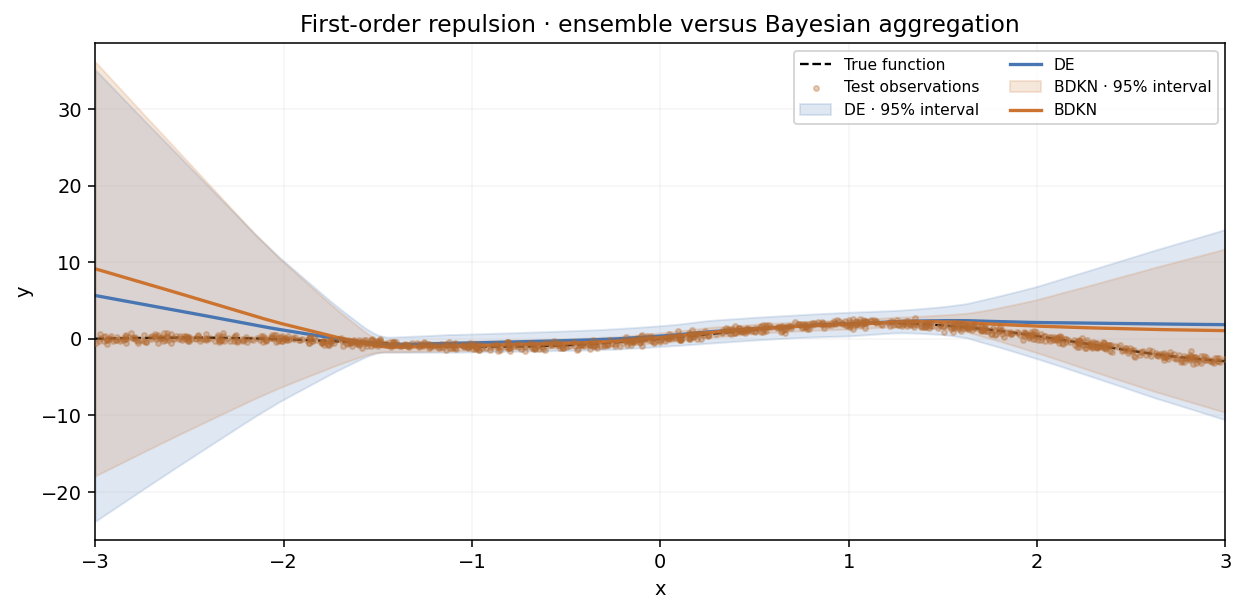 First-order repulsion · ensemble versus Bayesian aggregation
True function
Test observations
DE · 95% interval
DE
BDKN · 95% interval
BDKN
y
30
20
10
0
−10
−20
−3
−2
−1
0
1
2
3
x